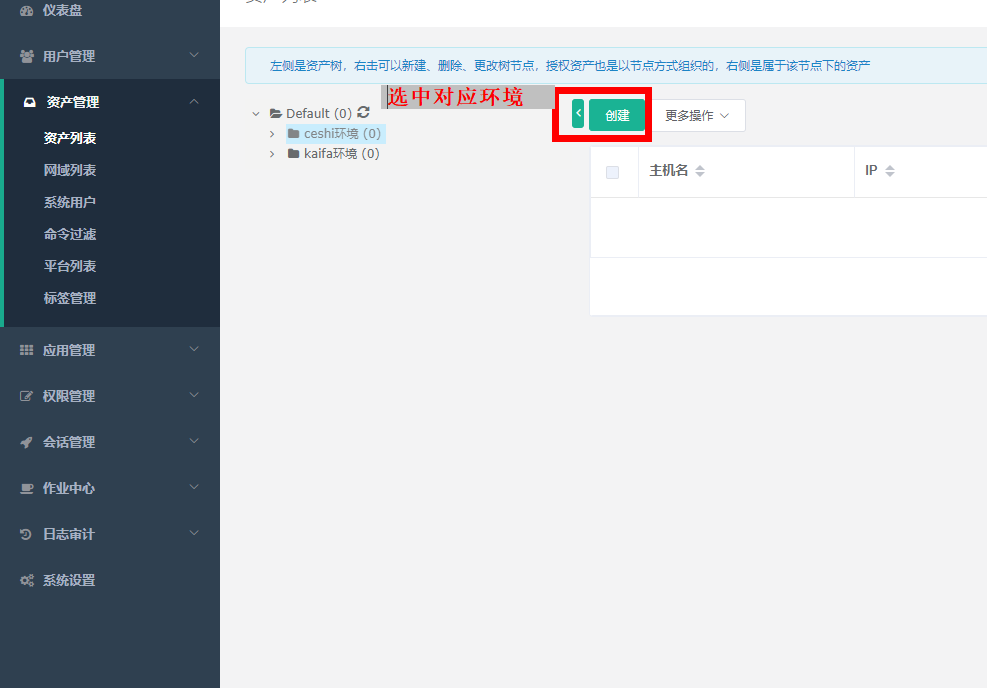 仪表盘
用户管理
资产管理
资产列表
网域列表
系统用户
命令过滤
平台列表
标签管理
应用管理
权限管理
会话管理
作业中心
日志审计
系统设置
左侧是资产树，右击可以新建、删除、更改树节点，授权资产也是以节点方式组织的，右侧是属于该节点下的资产
选中对应环境
Default (0)
ceshi环境 (0)
kaifa环境 (0)
创建
更多操作
主机名
IP